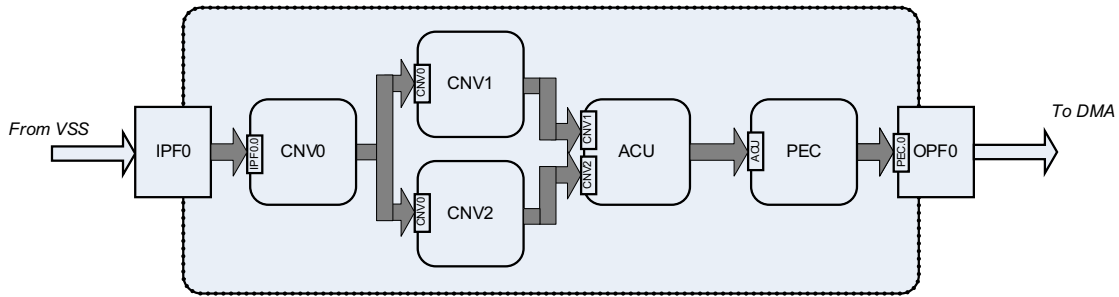 From VSS
IPF0
IPF0.0
CNV0
CNV0
CNV1
CNV0
CNV2
CNV1
CNV2
ACU
ACU
PEC
PEC.0
OPF0
To DMA